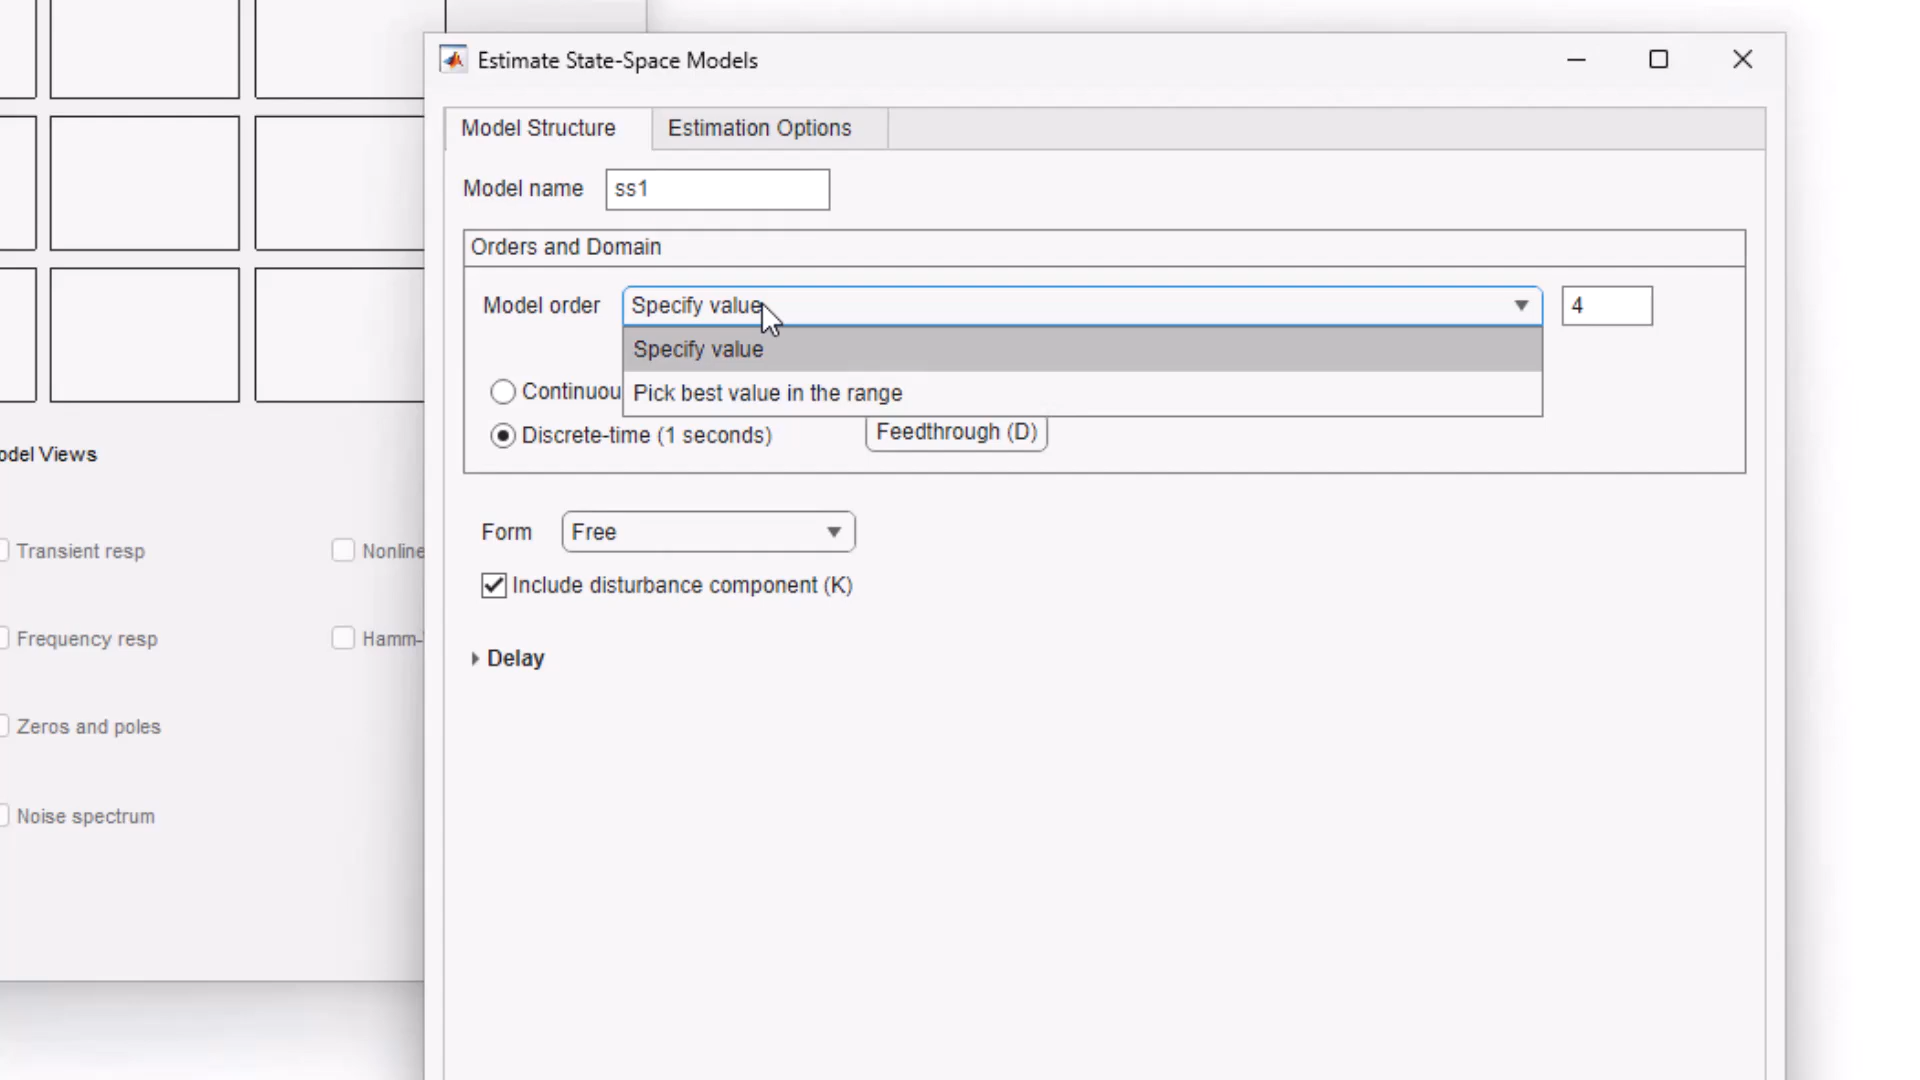 Estimate State-Space Models
Model Structure
Estimation Options
Model name ss1
Orders and Domain
Model order Specify value 4
Specify value
Pick best value in the range
Continuou
Discrete-time (1 seconds)
Feedthrough (D)
Form Free
Include disturbance component (K)
Delay
odel Views
Transient resp
Nonline
Frequency resp
Hamm-
Zeros and poles
Noise spectrum